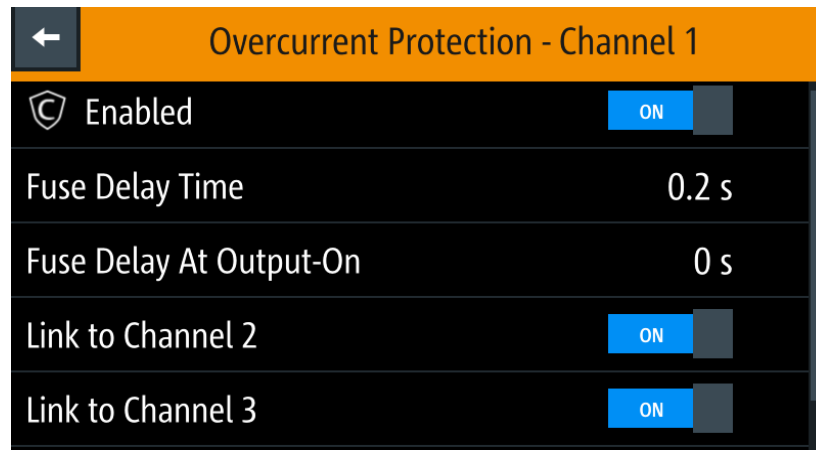 Overcurrent Protection - Channel 1
C Enabled ON
Fuse Delay Time 0.2 s
Fuse Delay At Output-On 0 s
Link to Channel 2 ON
Link to Channel 3 ON